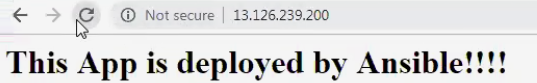 Not secure | 13.126.239.200
This App is deployed by Ansible!!!!